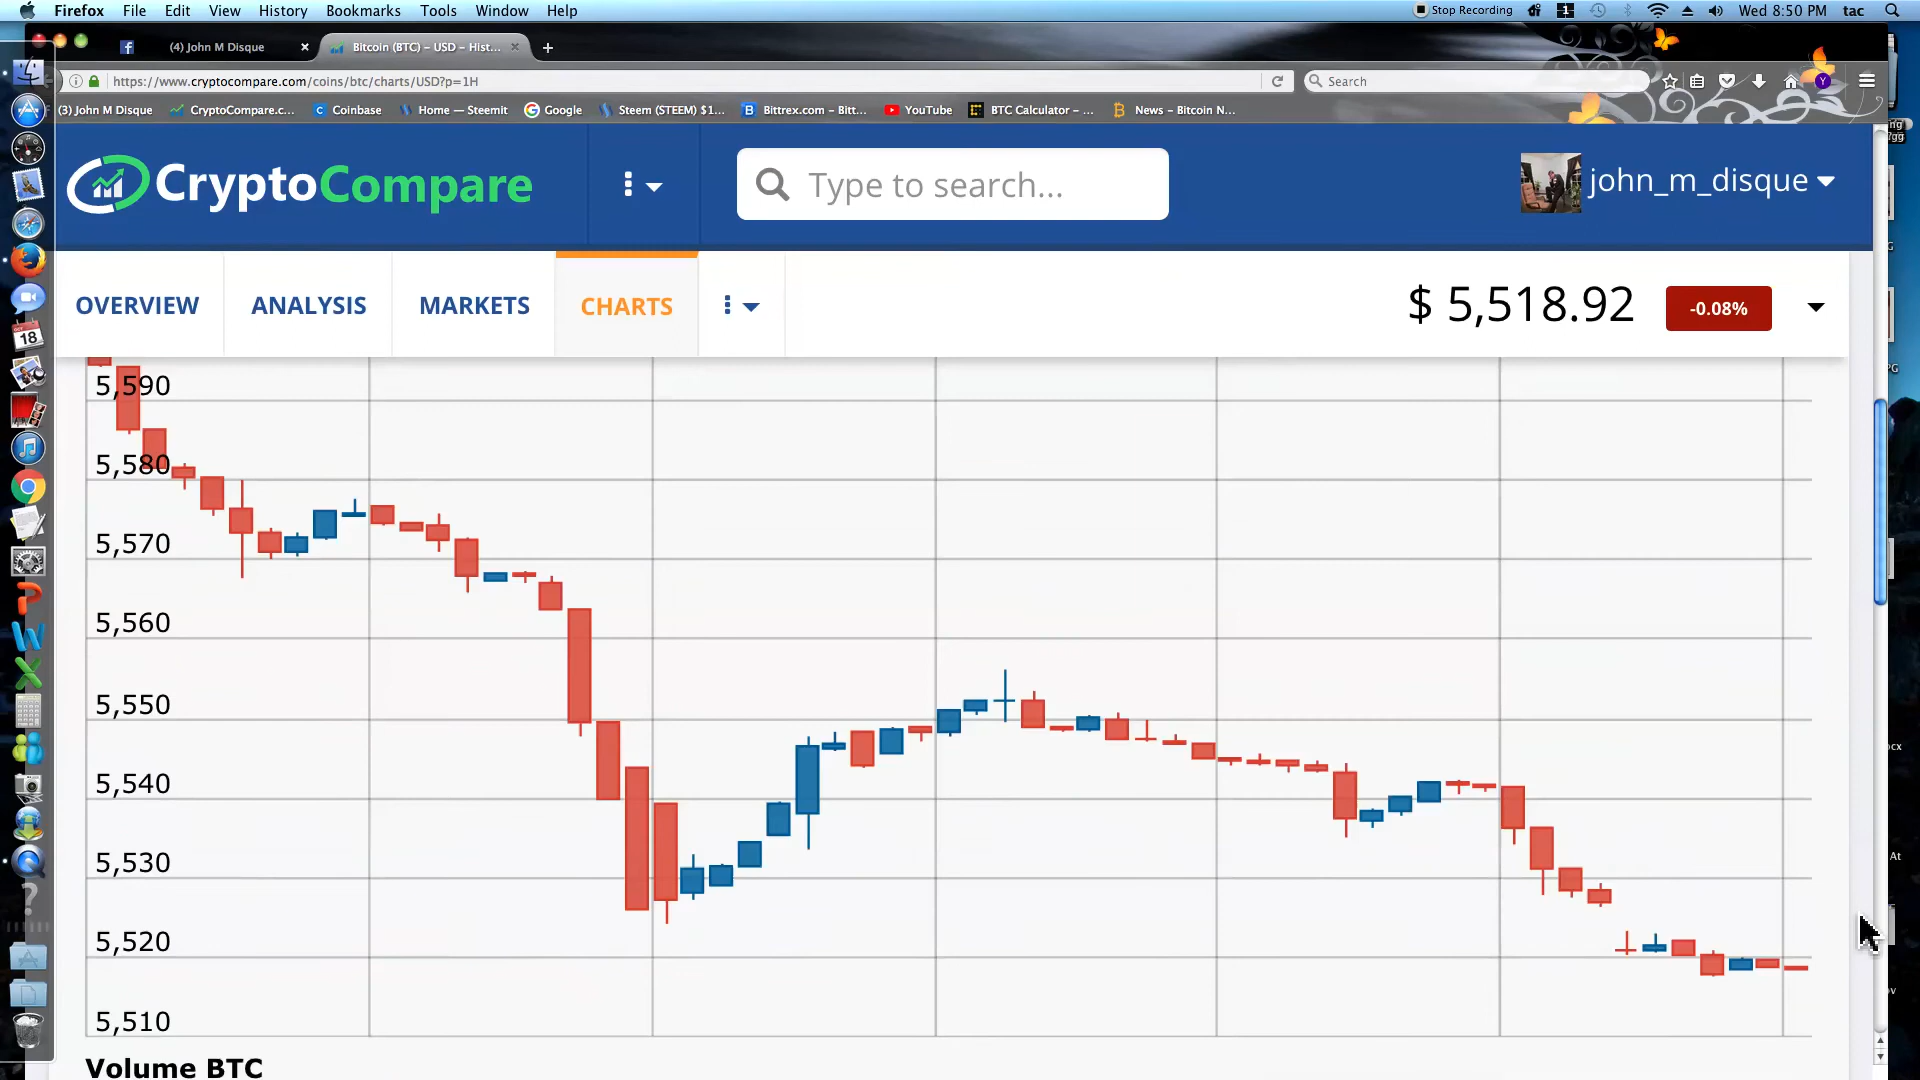 Firefox File Edit View History Bookmarks Tools Window Help Stop Recording 1 Wed 8:50 PM tac
(4) John M Disque × Bitcoin (BTC) – USD – Hist... × +
https://www.cryptocompare.com/coins/btc/charts/USD?p=1H Search
(3) John M Disque CryptoCompare.c... Coinbase Home — Steemit Google Steem (STEEM) $1... Bittrex.com – Bitt... YouTube BTC Calculator – ... News – Bitcoin N...
CryptoCompare Type to search... john_m_disque
OVERVIEW ANALYSIS MARKETS CHARTS $ 5,518.92 -0.08%
5,590
5,580
5,570
5,560
5,550
5,540
5,530
5,520
5,510
Volume BTC
OCT
18